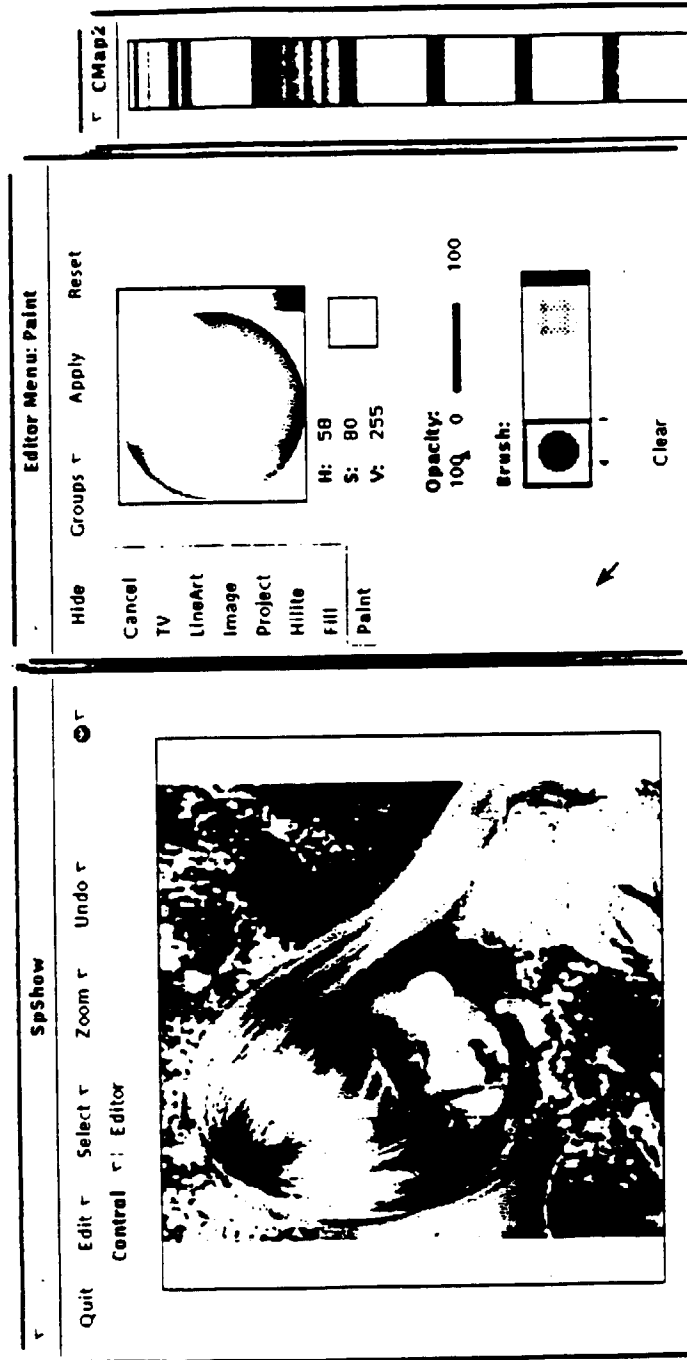 SpShow
Quit Edit Select Zoom Undo
Control Editor
Editor Menu: Paint
Hide Groups Apply Reset
Cancel
TV
LineArt
Image
Project
Hilite
Fill
Paint
H: 58
S: 80
V: 255
Opacity:
100 0 100
Brush:
4
Clear
CMap2